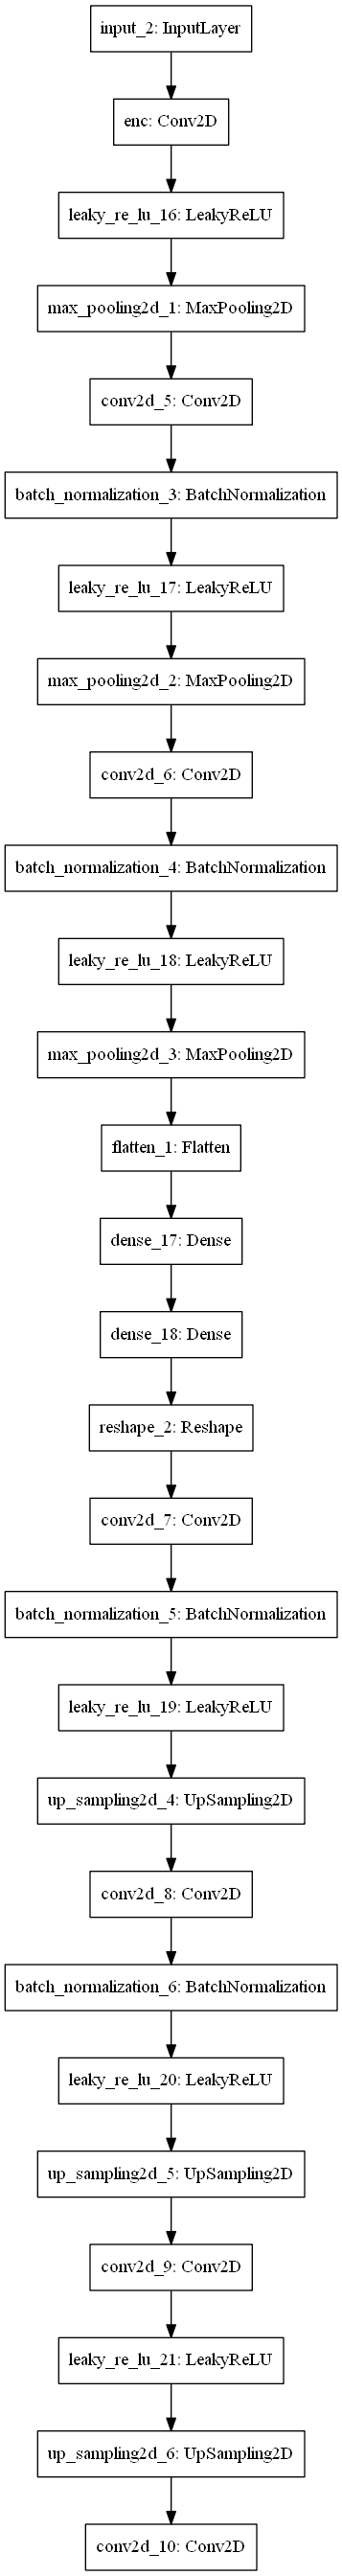 input_2: InputLayer
enc: Conv2D
leaky_re_lu_16: LeakyReLU
max_pooling2d_1: MaxPooling2D
conv2d_5: Conv2D
batch_normalization_3: BatchNormalization
leaky_re_lu_17: LeakyReLU
max_pooling2d_2: MaxPooling2D
conv2d_6: Conv2D
batch_normalization_4: BatchNormalization
leaky_re_lu_18: LeakyReLU
max_pooling2d_3: MaxPooling2D
flatten_1: Flatten
dense_17: Dense
dense_18: Dense
reshape_2: Reshape
conv2d_7: Conv2D
batch_normalization_5: BatchNormalization
leaky_re_lu_19: LeakyReLU
up_sampling2d_4: UpSampling2D
conv2d_8: Conv2D
batch_normalization_6: BatchNormalization
leaky_re_lu_20: LeakyReLU
up_sampling2d_5: UpSampling2D
conv2d_9: Conv2D
leaky_re_lu_21: LeakyReLU
up_sampling2d_6: UpSampling2D
conv2d_10: Conv2D